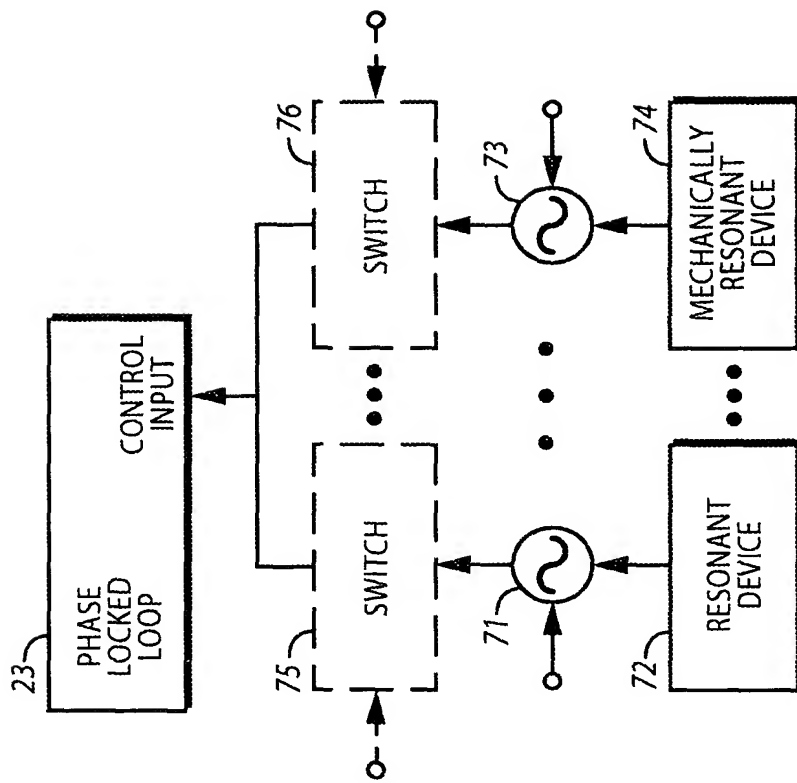 23
PHASE
LOCKED
LOOP
CONTROL
INPUT
75
SWITCH
76
SWITCH
71
73
72
RESONANT
DEVICE
74
MECHANICALLY
RESONANT
DEVICE